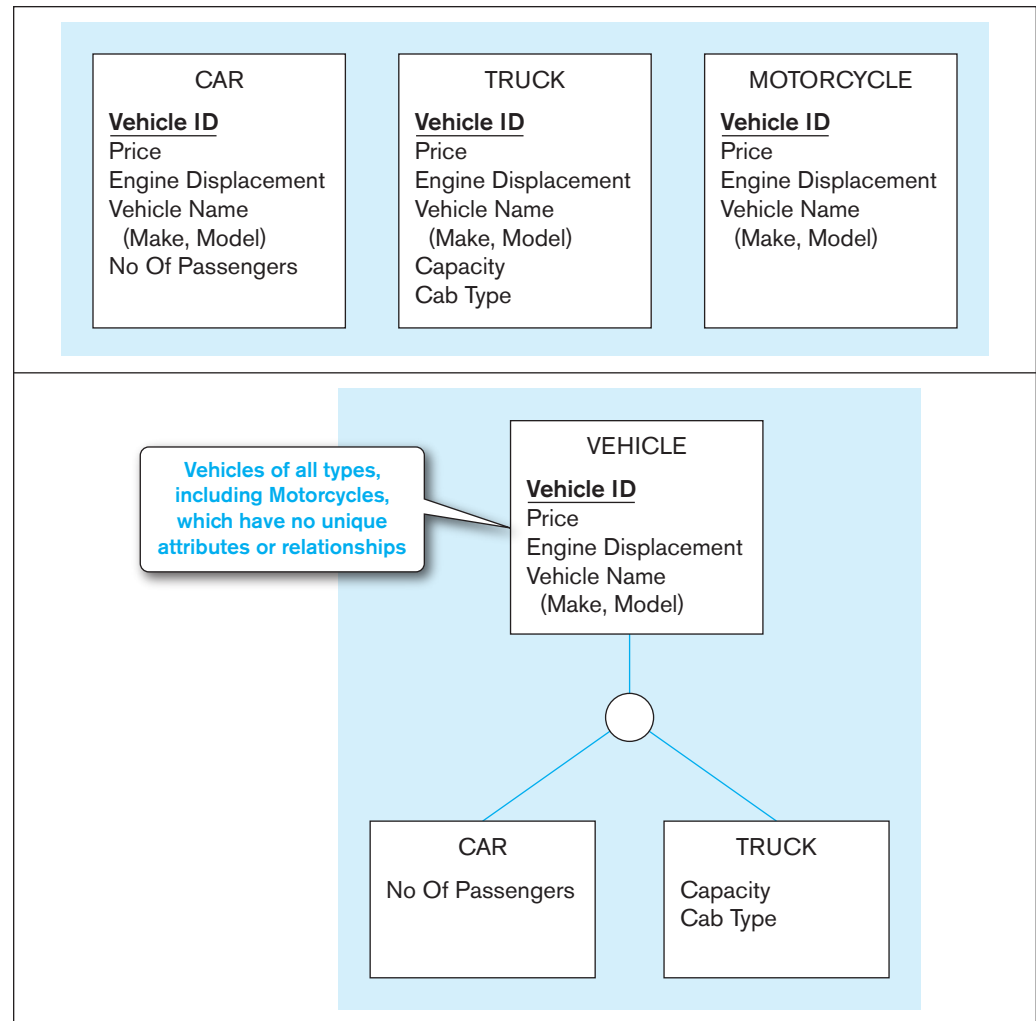 CAR
Vehicle ID
Price
Engine Displacement
Vehicle Name
(Make, Model)
No Of Passengers
TRUCK
Vehicle ID
Price
Engine Displacement
Vehicle Name
(Make, Model)
Capacity
Cab Type
MOTORCYCLE
Vehicle ID
Price
Engine Displacement
Vehicle Name
(Make, Model)
Vehicles of all types,
including Motorcycles,
which have no unique
attributes or relationships
VEHICLE
Vehicle ID
Price
Engine Displacement
Vehicle Name
(Make, Model)
CAR
No Of Passengers
TRUCK
Capacity
Cab Type